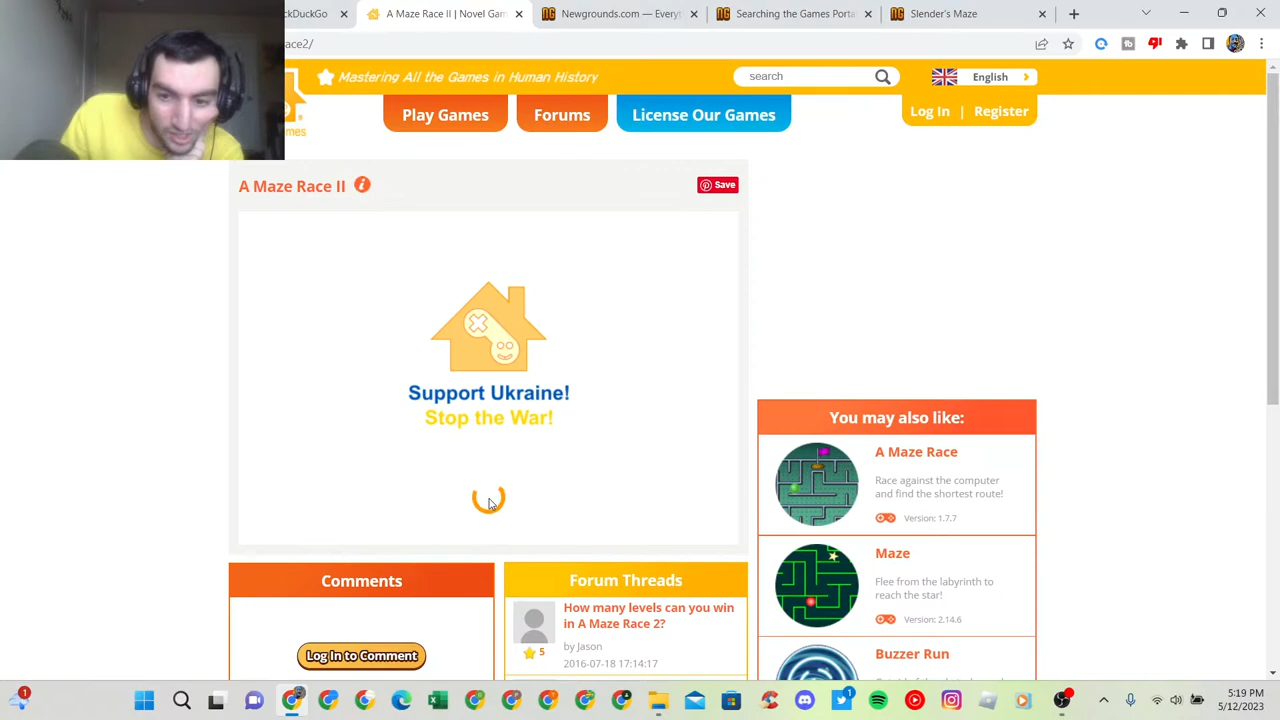 ckDuckGo
A Maze Race II | Novel Gam
Newgrounds.com — Every
Searching the Games Porta
Slender's Maze
ace2/
Mastering All the Games in Human History
search
English
Play Games
Forums
License Our Games
Log In | Register
mes
A Maze Race II
Save
Support Ukraine!
Stop the War!
You may also like:
A Maze Race
Race against the computer
and find the shortest route!
Version: 1.7.7
Maze
Flee from the labyrinth to
reach the star!
Version: 2.14.6
Buzzer Run
Comments
Log In to Comment
Forum Threads
How many levels can you win
in A Maze Race 2?
by Jason
5
2016-07-18 17:14:17
1
1
5:19 PM
5/12/2023